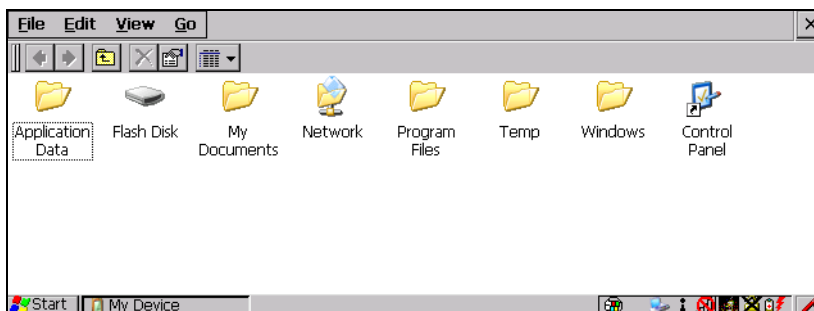 File Edit View Go
Application Data
Flash Disk
My Documents
Network
Program Files
Temp
Windows
Control Panel
Start
My Device